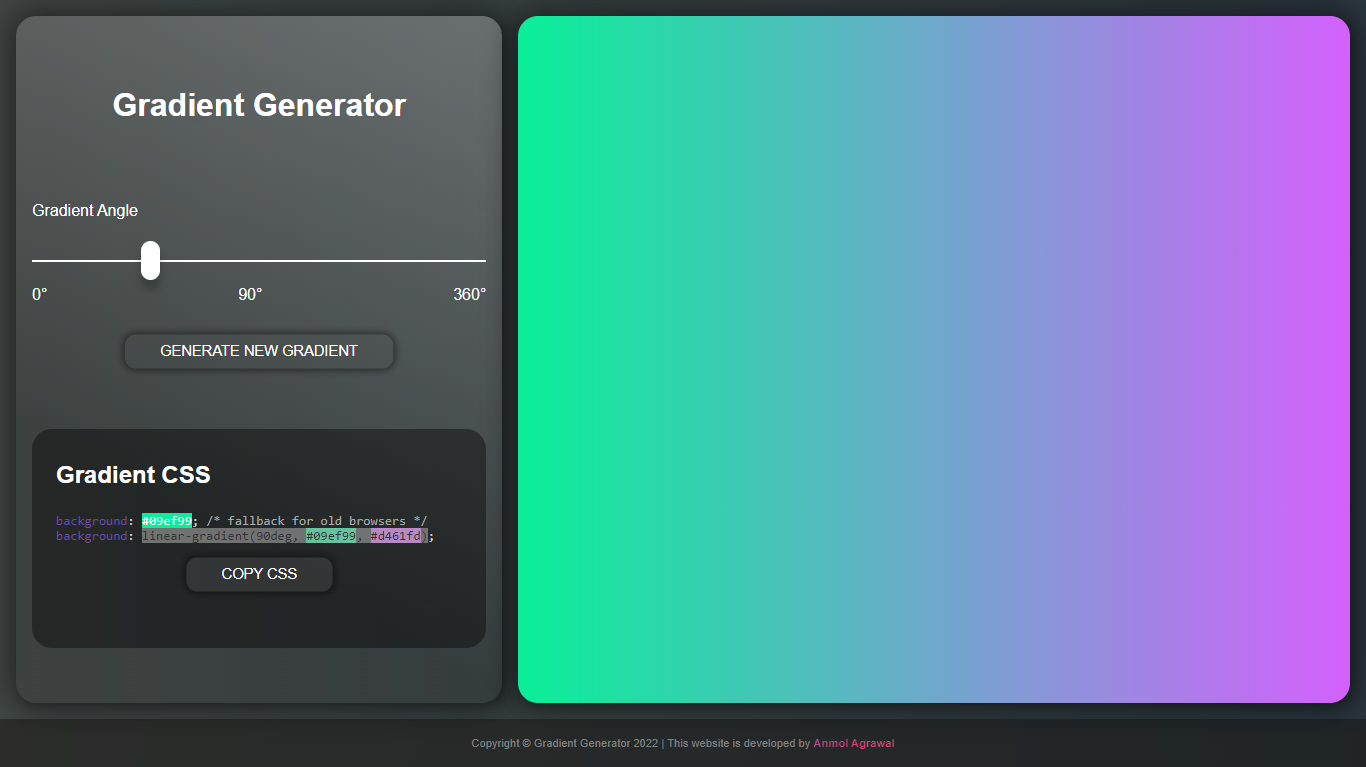 Gradient Generator
Gradient Angle
0° 90° 360°
GENERATE NEW GRADIENT
Gradient CSS
background: #09ef99; /* fallback for old browsers */
background: linear-gradient(90deg, #09ef99, #d461fd);
COPY CSS
Copyright © Gradient Generator 2022 | This website is developed by Anmol Agrawal